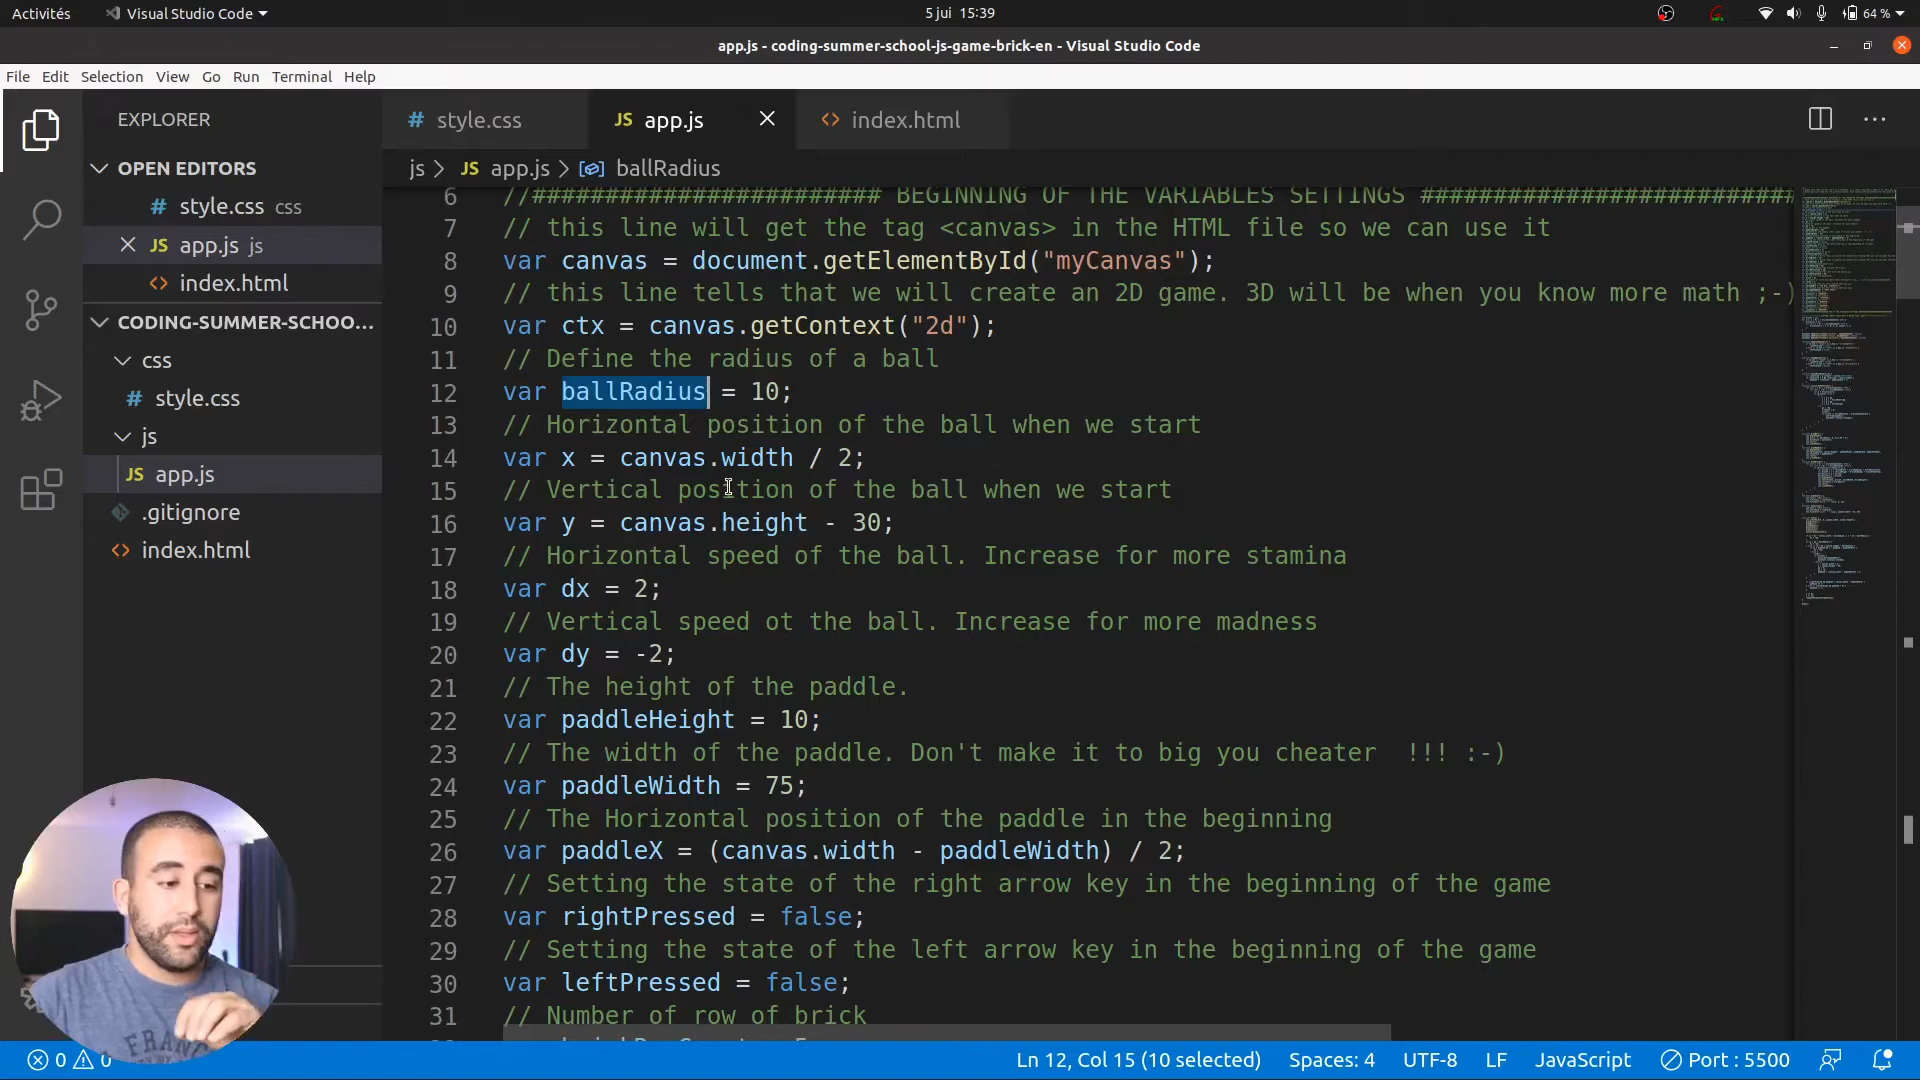 Activités
Visual Studio Code
5 jui 15:39
64 %
app.js - coding-summer-school-js-game-brick-en - Visual Studio Code
File Edit Selection View Go Run Terminal Help
EXPLORER
OPEN EDITORS
# style.css css
JS app.js js
<> index.html
CODING-SUMMER-SCHOO...
css
# style.css
js
JS app.js
.gitignore
<> index.html
# style.css
JS app.js
<> index.html
js > JS app.js > ballRadius
6 //######################## BEGINNING OF THE VARIABLES SETTINGS ##########################
7 // this line will get the tag <canvas> in the HTML file so we can use it
8 var canvas = document.getElementById("myCanvas");
9 // this line tells that we will create an 2D game. 3D will be when you know more math ;-)
10 var ctx = canvas.getContext("2d");
11 // Define the radius of a ball
12 var ballRadius = 10;
13 // Horizontal position of the ball when we start
14 var x = canvas.width / 2;
15 // Vertical position of the ball when we start
16 var y = canvas.height - 30;
17 // Horizontal speed of the ball. Increase for more stamina
18 var dx = 2;
19 // Vertical speed ot the ball. Increase for more madness
20 var dy = -2;
21 // The height of the paddle.
22 var paddleHeight = 10;
23 // The width of the paddle. Don't make it to big you cheater  !!! :-)
24 var paddleWidth = 75;
25 // The Horizontal position of the paddle in the beginning
26 var paddleX = (canvas.width - paddleWidth) / 2;
27 // Setting the state of the right arrow key in the beginning of the game
28 var rightPressed = false;
29 // Setting the state of the left arrow key in the beginning of the game
30 var leftPressed = false;
31 // Number of row of brick
0 0
Ln 12, Col 15 (10 selected) Spaces: 4 UTF-8 LF JavaScript Port : 5500